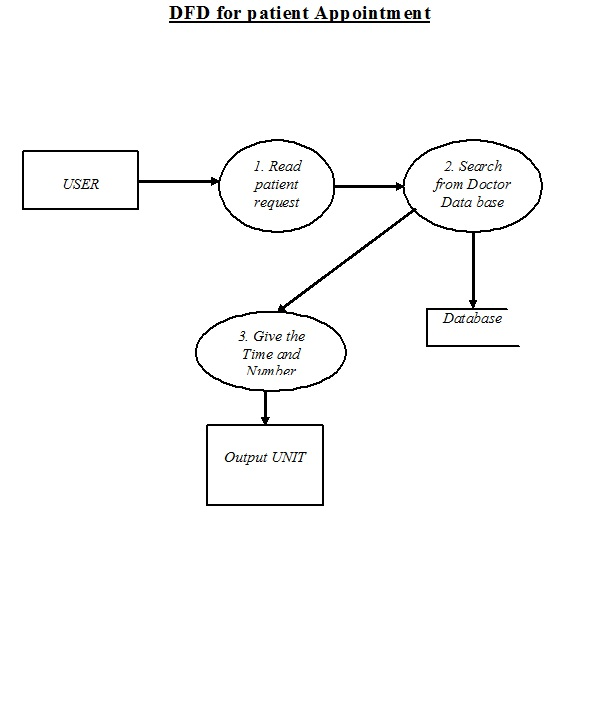 DFD for patient Appointment
USER
1. Read
patient
request
2. Search
from Doctor
Data base
3. Give the
Time and
Number
Database
Output UNIT